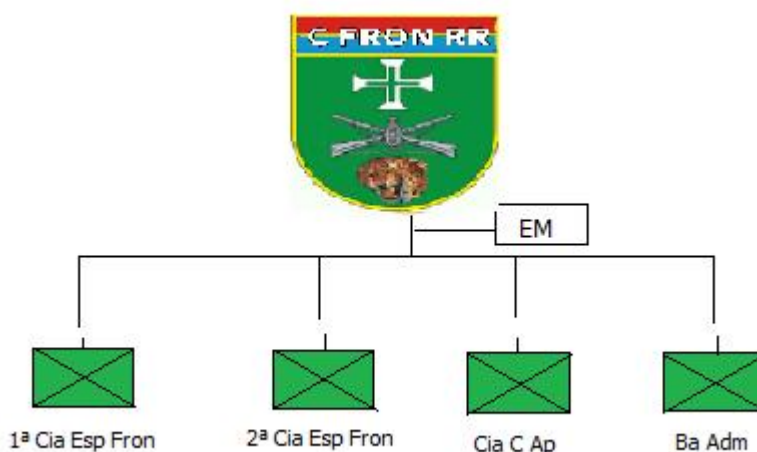 C FRON RR
EM
1ª Cia Esp Fron
2ª Cia Esp Fron
Cia C Ap
Ba Adm